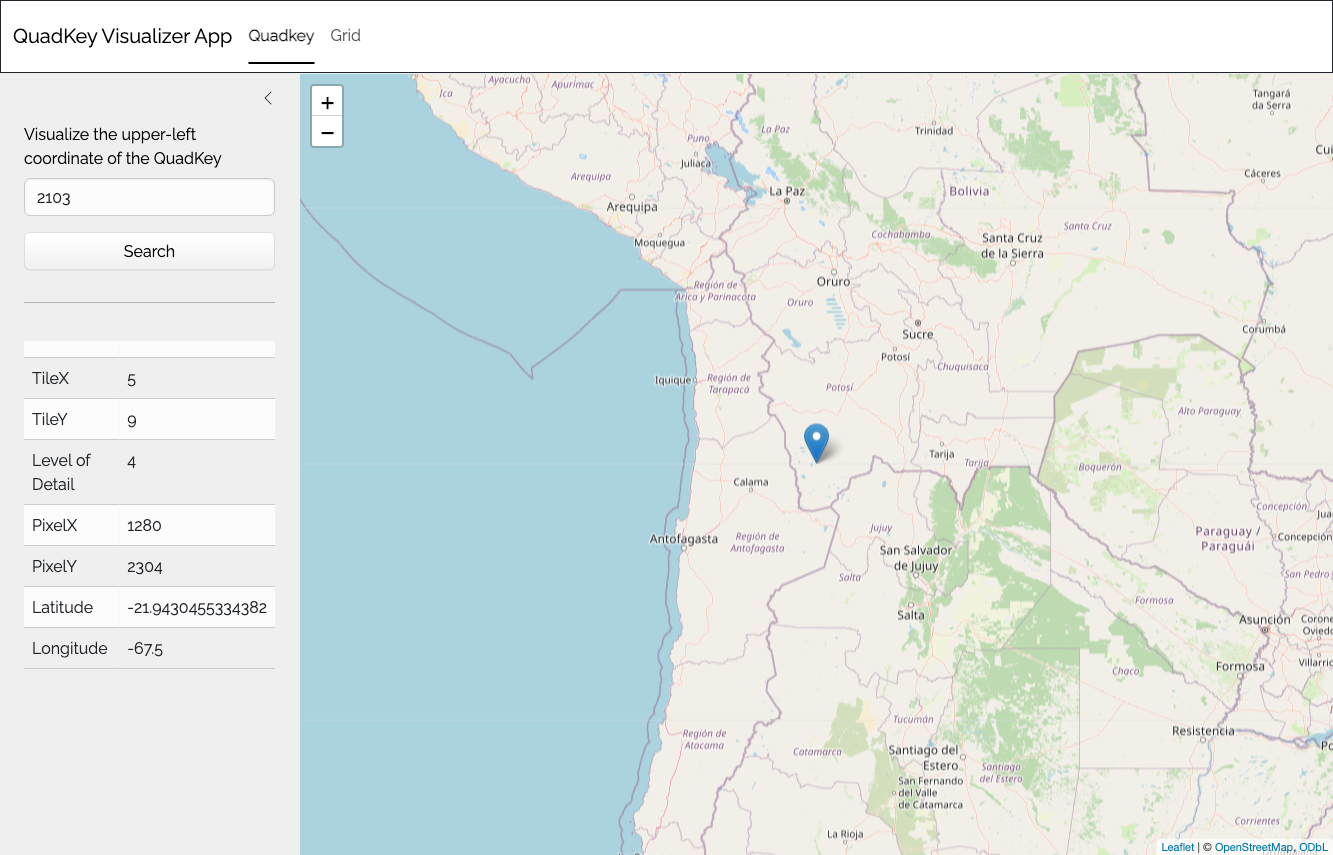 QuadKey Visualizer App Quadkey Grid
Visualize the upper-left
coordinate of the QuadKey
2103
Search
TileX 5
TileY 9
Level of
Detail
4
PixelX 1280
PixelY 2304
Latitude -21.9430455334382
Longitude -67.5
+
−
Ayacucho
Apurímac
Ica
Tangará
da Serra
Puno
La Paz
Trinidad
Juliaca
Cáceres
Arequipa
La Paz
Bolivia
Arequipa
Moquegua
Cochabamba
Santa Cruz
Santa Cruz
de la Sierra
Oruro
Región de
Arica y Parinacota
Oruro
Sucre
Corumbá
Potosí
Chuquisaca
Iquique
Región de
Tarapacá
Potosí
Alto Paraguay
Tarija
Tarija
Boquerón
Calama
Concepción
Antofagasta
Región de
Antofagasta
Jujuy
Paraguay /
Paraguái
Concepción
San Salvador
de Jujuy
Salta
San Pedro
Formosa
Salta
Asunción
Chaco
Formosa
Región de
Atacama
Tucumán
Resistencia
Catamarca
Santiago del
Estero
Santiago
del Estero
San Fernando
del Valle
de Catamarca
Corrientes
La Rioja
Leaflet | © OpenStreetMap, ODbL